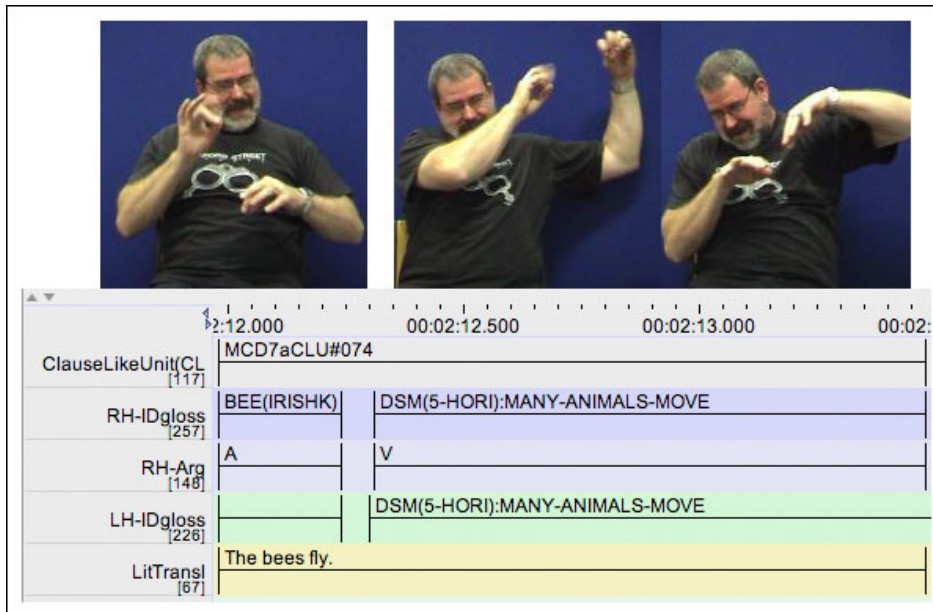 2:12.000 00:02:12.500 00:02:13.000 00:02:
ClauseLikeUnit(CL MCD7aCLU#074
[117]
RH-IDgloss BEE(IRISHK) DSM(5-HORI):MANY-ANIMALS-MOVE
[257]
RH-Arg A V
[148]
LH-IDgloss DSM(5-HORI):MANY-ANIMALS-MOVE
[226]
LitTransl The bees fly.
[67]